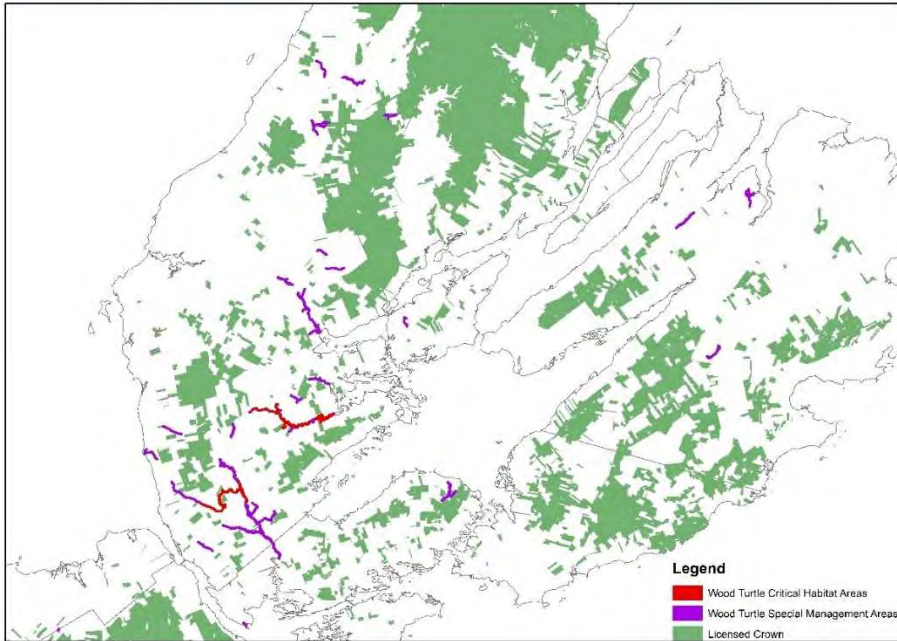 Legend
Wood Turtle Critical Habitat Areas
Wood Turtle Special Management Areas
Licensed Crown